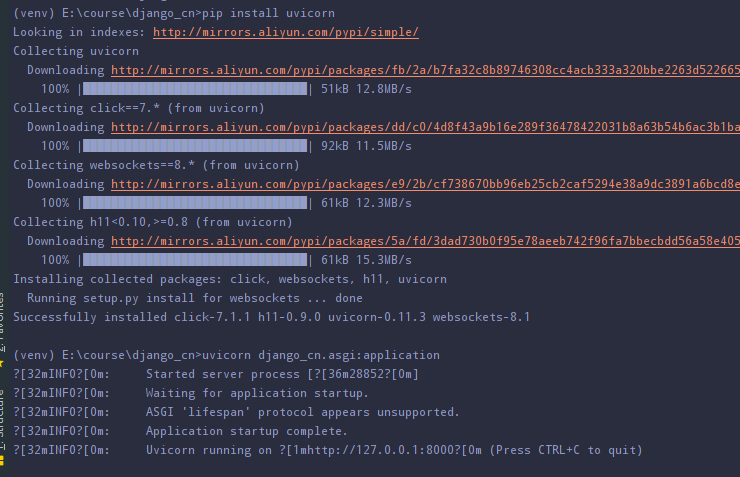 (venv) E:\course\django_cn>pip install uvicorn
Looking in indexes: http://mirrors.aliyun.com/pypi/simple/
Collecting uvicorn
Downloading http://mirrors.aliyun.com/pypi/packages/fb/2a/b7fa32c8b89746308cc4acb333a320bbe2263d522665
100% |████████████████████████████████| 51kB 12.8MB/s
Collecting click==7.* (from uvicorn)
Downloading http://mirrors.aliyun.com/pypi/packages/dd/c0/4d8f43a9b16e289f36478422031b8a63b54b6ac3b1ba
100% |████████████████████████████████| 92kB 11.5MB/s
Collecting websockets==8.* (from uvicorn)
Downloading http://mirrors.aliyun.com/pypi/packages/e9/2b/cf738670bb96eb25cb2caf5294e38a9dc3891a6bcd8e
100% |████████████████████████████████| 61kB 12.3MB/s
Collecting h11<0.10,>=0.8 (from uvicorn)
Downloading http://mirrors.aliyun.com/pypi/packages/5a/fd/3dad730b0f95e78aeeb742f96fa7bbecbdd56a58e405
100% |████████████████████████████████| 61kB 15.3MB/s
Installing collected packages: click, websockets, h11, uvicorn
Running setup.py install for websockets ... done
Successfully installed click-7.1.1 h11-0.9.0 uvicorn-0.11.3 websockets-8.1
(venv) E:\course\django_cn>uvicorn django_cn.asgi:application
?[32mINFO?[0m:     Started server process [?[36m28852?[0m]
?[32mINFO?[0m:     Waiting for application startup.
?[32mINFO?[0m:     ASGI 'lifespan' protocol appears unsupported.
?[32mINFO?[0m:     Application startup complete.
?[32mINFO?[0m:     Uvicorn running on ?[1mhttp://127.0.0.1:8000?[0m (Press CTRL+C to quit)